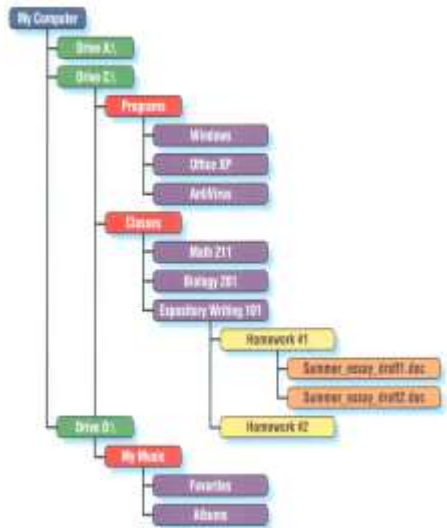 My Computer
Drive A:\
Drive C:\
Programs
Windows
Office XP
AntiVirus
Classes
Math 211
Biology 201
Expository Writing 101
Homework #1
Summer_essay_draft1.doc
Summer_essay_draft2.doc
Homework #2
Drive D:\
My Music
Favorites
Albums